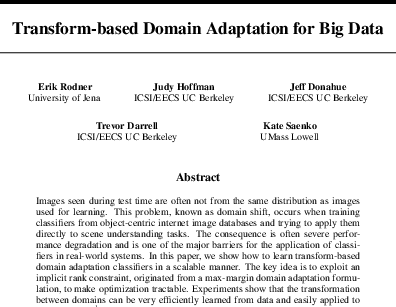 Transform-based Domain Adaptation for Big Data
Erik Rodner Judy Hoffman Jeff Donahue
University of Jena ICSI/EECS UC Berkeley ICSI/EECS UC Berkeley
Trevor Darrell Kate Saenko
ICSI/EECS UC Berkeley UMass Lowell
Abstract
Images seen during test time are often not from the same distribution as images
used for learning. This problem, known as domain shift, occurs when training
classifiers from object-centric internet image databases and trying to apply them
directly to scene understanding tasks. The consequence is often severe perfor-
mance degradation and is one of the major barriers for the application of classi-
fiers in real-world systems. In this paper, we show how to learn transform-based
domain adaptation classifiers in a scalable manner. The key idea is to exploit an
implicit rank constraint, originated from a max-margin domain adaptation formu-
lation, to make optimization tractable. Experiments show that the transformation
between domains can be very efficiently learned from data and easily applied to